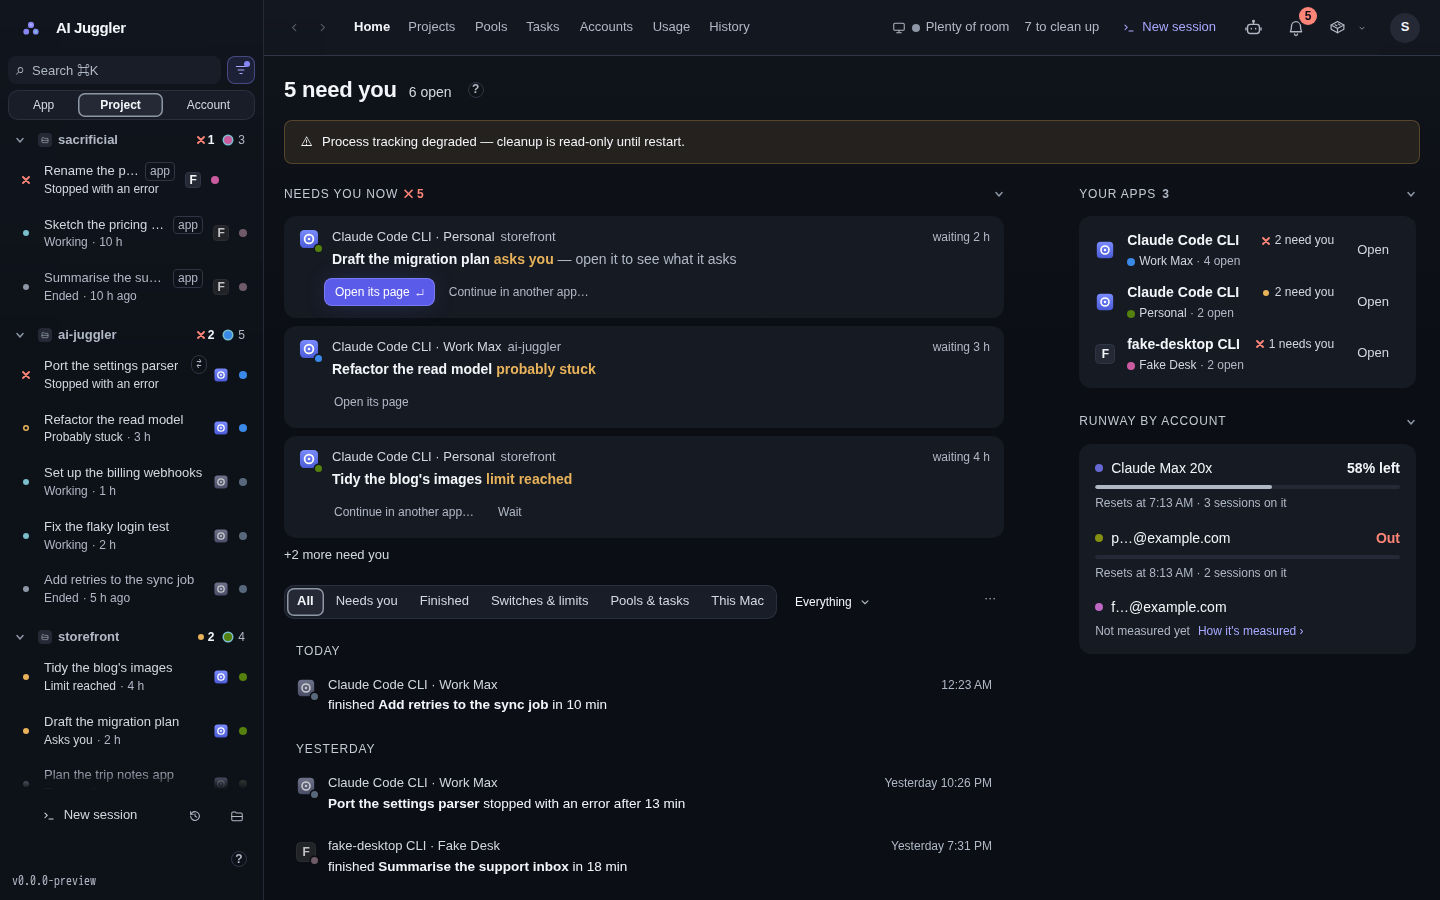 AI Juggler
Search ⌘K
App Project Account
sacrificial 1 3
Rename the p… app
Stopped with an error
F
Sketch the pricing … app
Working · 10 h
F
Summarise the su… app
Ended · 10 h ago
F
ai-juggler 2 5
Port the settings parser
Stopped with an error
Refactor the read model
Probably stuck · 3 h
Set up the billing webhooks
Working · 1 h
Fix the flaky login test
Working · 2 h
Add retries to the sync job
Ended · 5 h ago
storefront 2 4
Tidy the blog's images
Limit reached · 4 h
Draft the migration plan
Asks you · 2 h
Plan the trip notes app
New session
?
v0.0.0-preview
Home Projects Pools Tasks Accounts Usage History
Plenty of room 7 to clean up New session 5 S
5 need you 6 open ?
Process tracking degraded — cleanup is read-only until restart.
NEEDS YOU NOW 5
Claude Code CLI · Personal storefront waiting 2 h
Draft the migration plan asks you — open it to see what it asks
Open its page Continue in another app…
Claude Code CLI · Work Max ai-juggler waiting 3 h
Refactor the read model probably stuck
Open its page
Claude Code CLI · Personal storefront waiting 4 h
Tidy the blog's images limit reached
Continue in another app… Wait
+2 more need you
All Needs you Finished Switches & limits Pools & tasks This Mac Everything …
TODAY
Claude Code CLI · Work Max 12:23 AM
finished Add retries to the sync job in 10 min
YESTERDAY
Claude Code CLI · Work Max Yesterday 10:26 PM
Port the settings parser stopped with an error after 13 min
F
fake-desktop CLI · Fake Desk Yesterday 7:31 PM
finished Summarise the support inbox in 18 min
YOUR APPS 3
Claude Code CLI 2 need you
Work Max · 4 open
Open
Claude Code CLI 2 need you
Personal · 2 open
Open
F
fake-desktop CLI 1 needs you
Fake Desk · 2 open
Open
RUNWAY BY ACCOUNT
Claude Max 20x 58% left
Resets at 7:13 AM · 3 sessions on it
p…@example.com Out
Resets at 8:13 AM · 2 sessions on it
f…@example.com
Not measured yet How it's measured ›